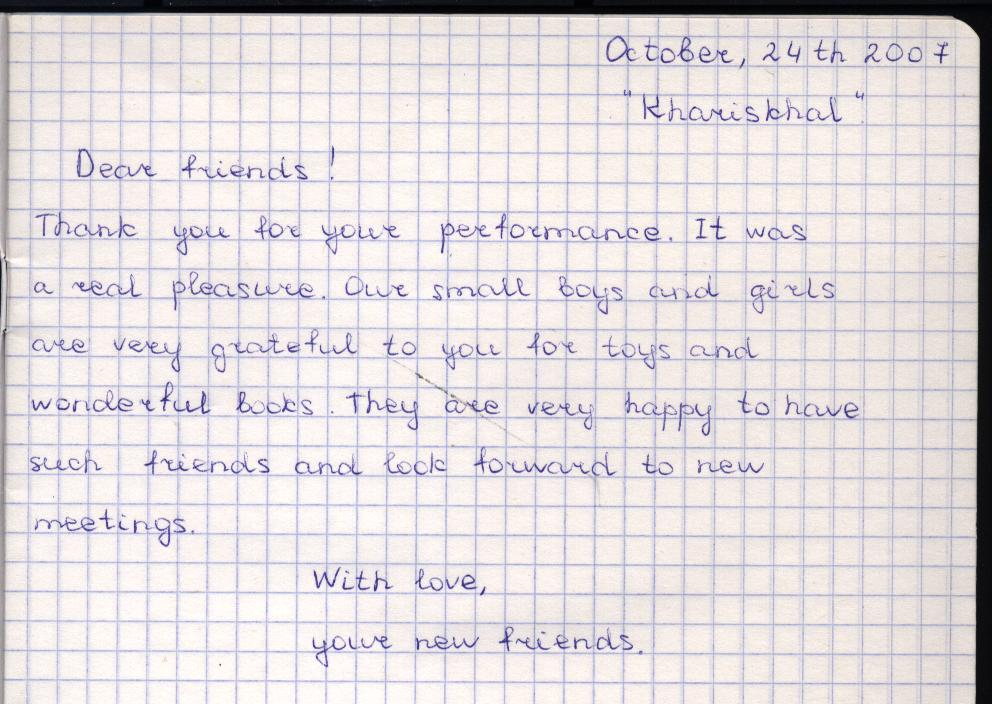 October, 24th 2007
"Khariskhal"
Dear friends!
Thank you for your performance. It was
a real pleasure. Our small boys and girls
are very grateful to you for toys and
wonderful books. They are very happy to have
such friends and look forward to new
meetings.
With love,
your new friends.